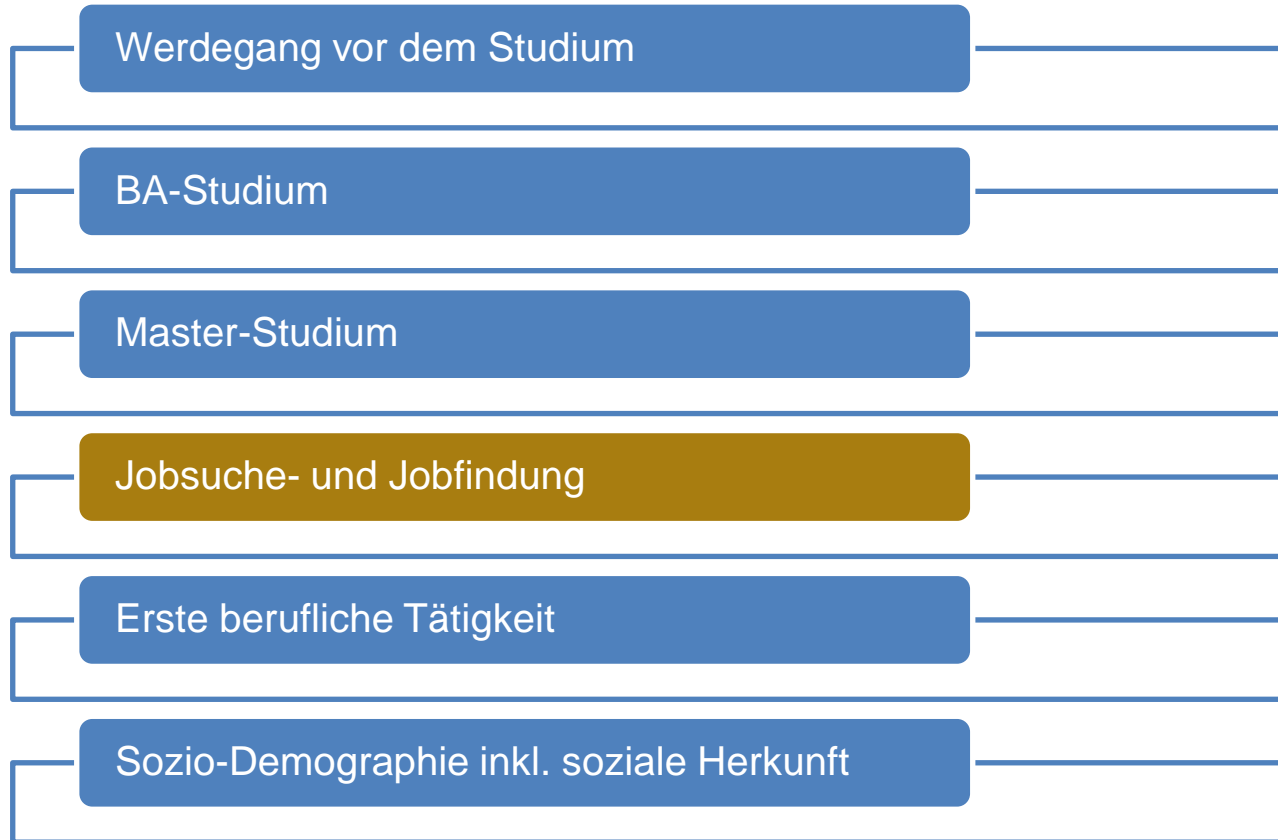 Werdegang vor dem Studium
BA-Studium
Master-Studium
Jobsuche- und Jobfindung
Erste berufliche Tätigkeit
Sozio-Demographie inkl. soziale Herkunft